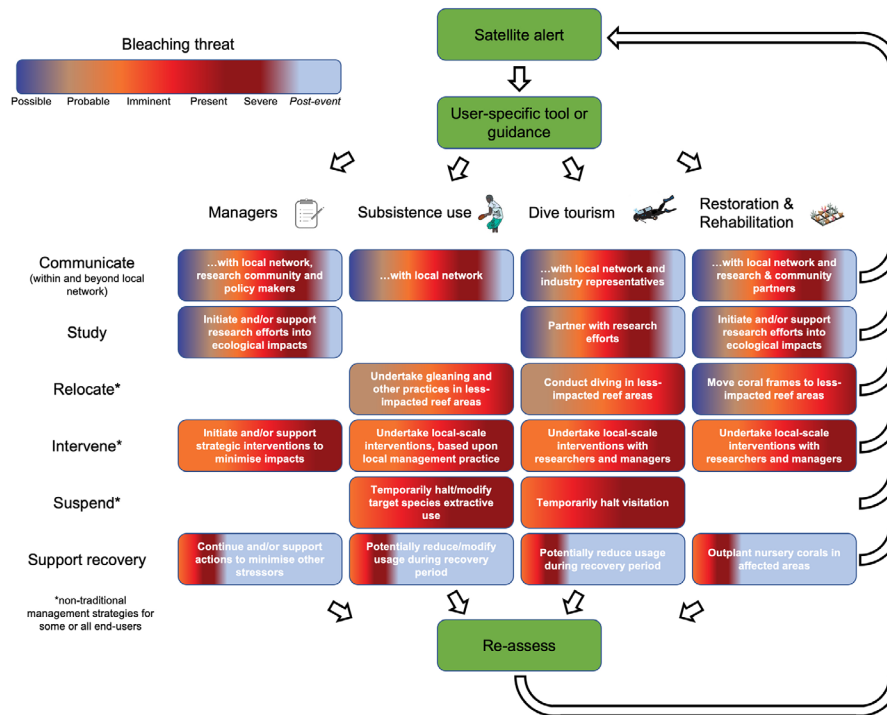 Satellite alert
Bleaching threat
Possible Probable Imminent Present Severe Post-event
User-specific tool or
guidance
Managers
Subsistence use
Dive tourism
Restoration &
Rehabilitation
Communicate
(within and beyond local
network)
…with local network,
research community and
policy makers
…with local network
…with local network and
industry representatives
…with local network and
research & community
partners
Study
Initiate and/or support
research efforts into
ecological impacts
Partner with research
efforts
Initiate and/or support
research efforts into
ecological impacts
Relocate*
Undertake gleaning and
other practices in less-
impacted reef areas
Conduct diving in less-
impacted reef areas
Move coral frames to less-
impacted reef areas
Intervene*
Initiate and/or support
strategic interventions to
minimise impacts
Undertake local-scale
interventions, based upon
local management practice
Undertake local-scale
interventions with
researchers and managers
Undertake local-scale
interventions with
researchers and managers
Suspend*
Temporarily halt/modify
target species extractive
use
Temporarily halt visitation
Support recovery
Continue and/or support
actions to minimise other
stressors
Potentially reduce/modify
usage during recovery
period
Potentially reduce usage
during recovery period
Outplant nursery corals in
affected areas
*non-traditional
management strategies for
some or all end-users
Re-assess